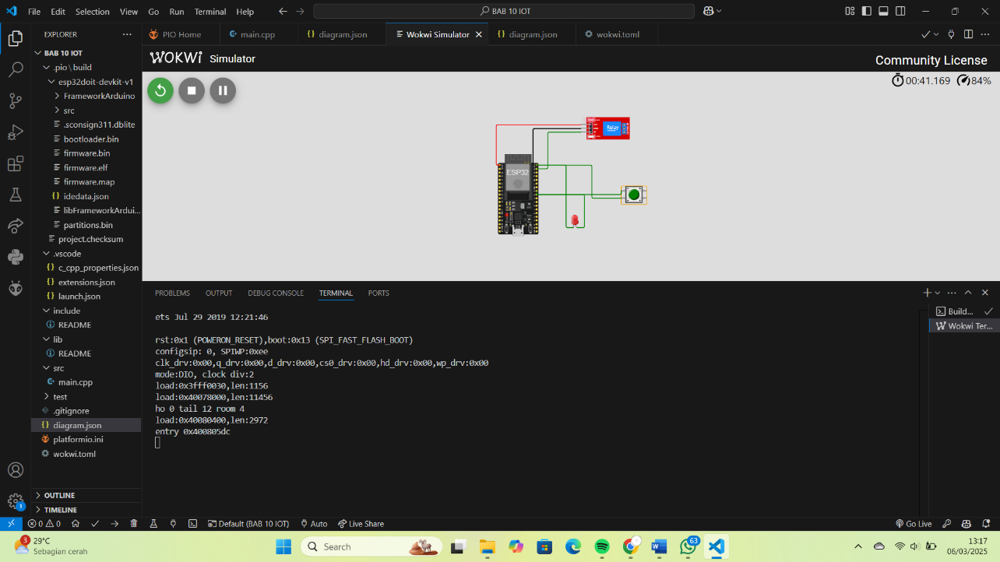 File Edit Selection View Go Run Terminal Help
BAB 10 IOT
EXPLORER
PIO Home
main.cpp
diagram.json
Wokwi Simulator
diagram.json
wokwi.toml
BAB 10 IOT
.pio\build
esp32doit-devkit-v1
FrameworkArduino
src
.sconsign311.dblite
bootloader.bin
firmware.bin
firmware.elf
firmware.map
idedata.json
libFrameworkArdui...
partitions.bin
project.checksum
.vscode
c_cpp_properties.json
extensions.json
launch.json
include
README
lib
README
src
main.cpp
test
.gitignore
diagram.json
platformio.ini
wokwi.toml
OUTLINE
TIMELINE
WOKWi Simulator
Community License
00:41.169 84%
Relay
ESP32
PROBLEMS OUTPUT DEBUG CONSOLE TERMINAL PORTS
ets Jul 29 2019 12:21:46
rst:0x1 (POWERON_RESET),boot:0x13 (SPI_FAST_FLASH_BOOT)
configsip: 0, SPIWP:0xee
clk_drv:0x00,q_drv:0x00,d_drv:0x00,cs0_drv:0x00,hd_drv:0x00,wp_drv:0x00
mode:DIO, clock div:2
load:0x3fff0030,len:1156
load:0x40078000,len:11456
ho 0 tail 12 room 4
load:0x40080400,len:2972
entry 0x400805dc
Build...
Wokwi Ter...
1
0 0 Default (BAB 10 IOT) Auto Live Share Go Live
3
29°C
Sebagian cerah
Search
63
13:17
06/03/2025